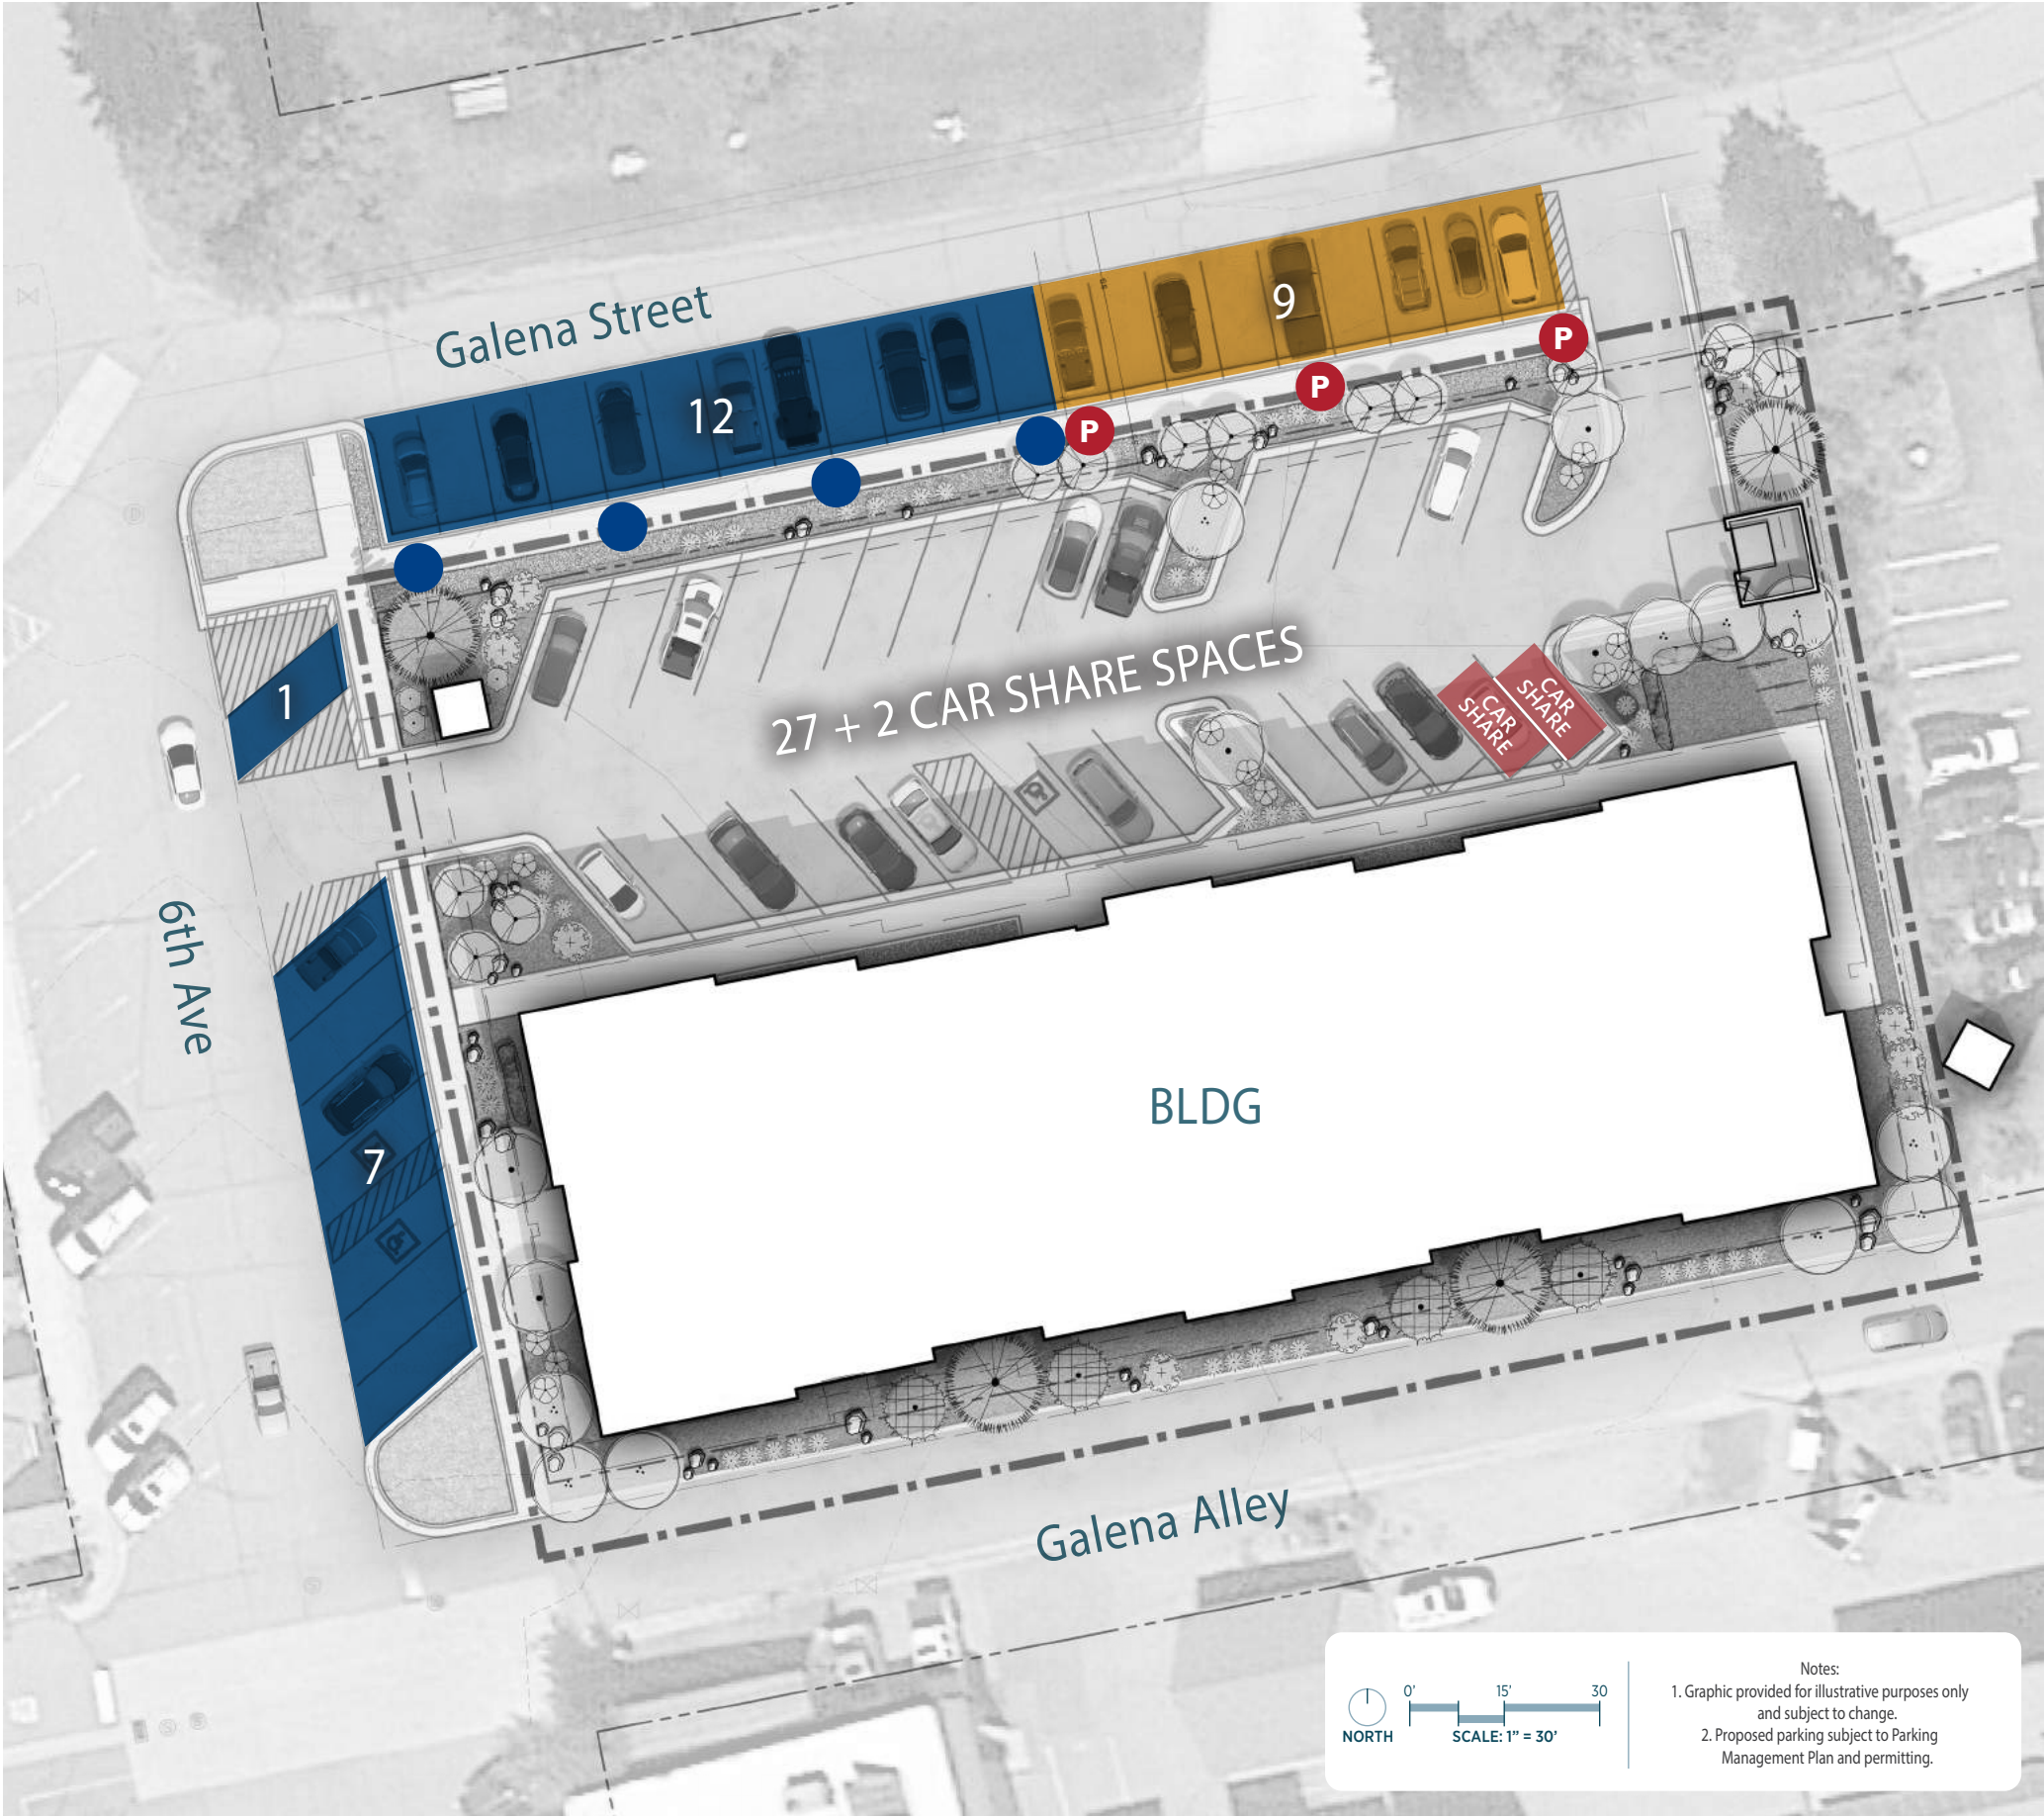 Galena Street
12
9
P
P
P
1
27 + 2 CAR SHARE SPACES
CAR
SHARE
CAR
SHARE
6th Ave
7
BLDG
Galena Alley
0'
15'
30
NORTH
SCALE: 1" = 30'
Notes:
1. Graphic provided for illustrative purposes only
and subject to change.
2. Proposed parking subject to Parking
Management Plan and permitting.